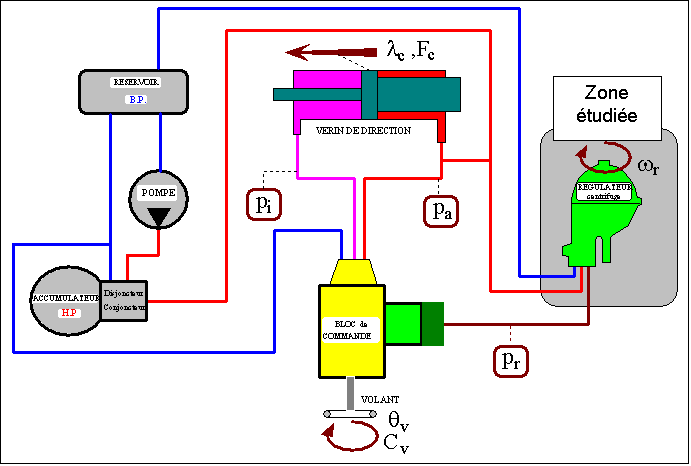 λc ,Fc
RESERVOIR
B.P.
VERIN DE DIRECTION
Zone
étudiée
ωr
REGULATEUR
centrifuge
POMPE
pi
pa
ACCUMULATEUR
H.P.
Disjoncteur
Conjoncteur
BLOC de
COMMANDE
pr
VOLANT
θv
Cv